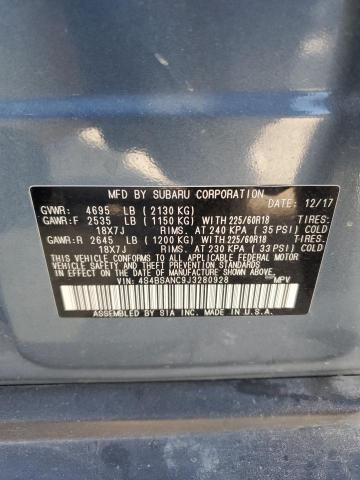 MFD BY SUBARU CORPORATION DATE: 12/17
GVWR: 4695 LB (2130 KG)
GAWR:F 2535 LB (1150 KG) WITH 225/60R18 TIRES:
18X7J RIMS. AT 240 KPA (35 PSI) COLD
GAWR:R 2645 LB (1200 KG) WITH 225/60R18 TIRES:
18X7J RIMS. AT 230 KPA (33 PSI) COLD
THIS VEHICLE CONFORMS TO ALL APPLICABLE FEDERAL MOTOR
VEHICLE SAFETY AND THEFT PREVENTION STANDARDS IN EFFECT
ON THE DATE OF MANUFACTURE SHOWN ABOVE.
VIN: 4S4BSANC9J3280928 MPV
ASSEMBLED BY SIA INC. MADE IN U.S.A.